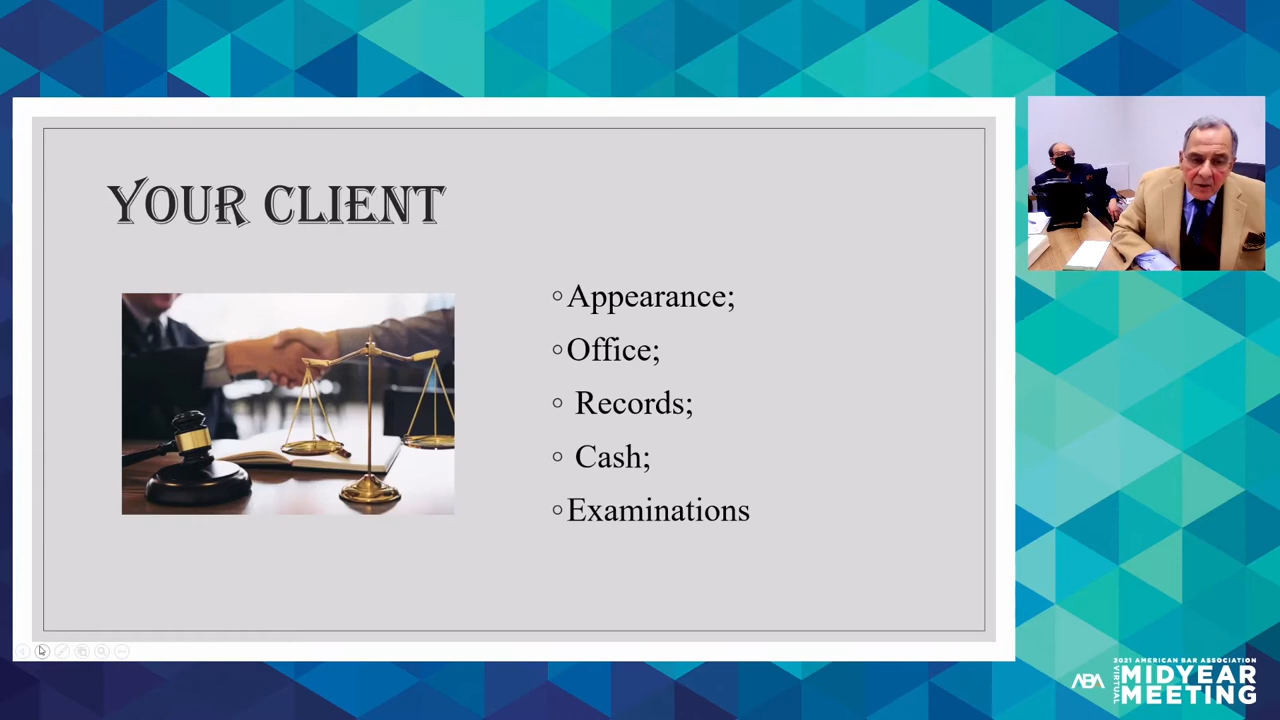 YOUR CLIENT
◦Appearance;
◦Office;
◦ Records;
◦ Cash;
◦Examinations
2021 AMERICAN BAR ASSOCIATION
VIRTUAL
MIDYEAR
MEETING
ABA